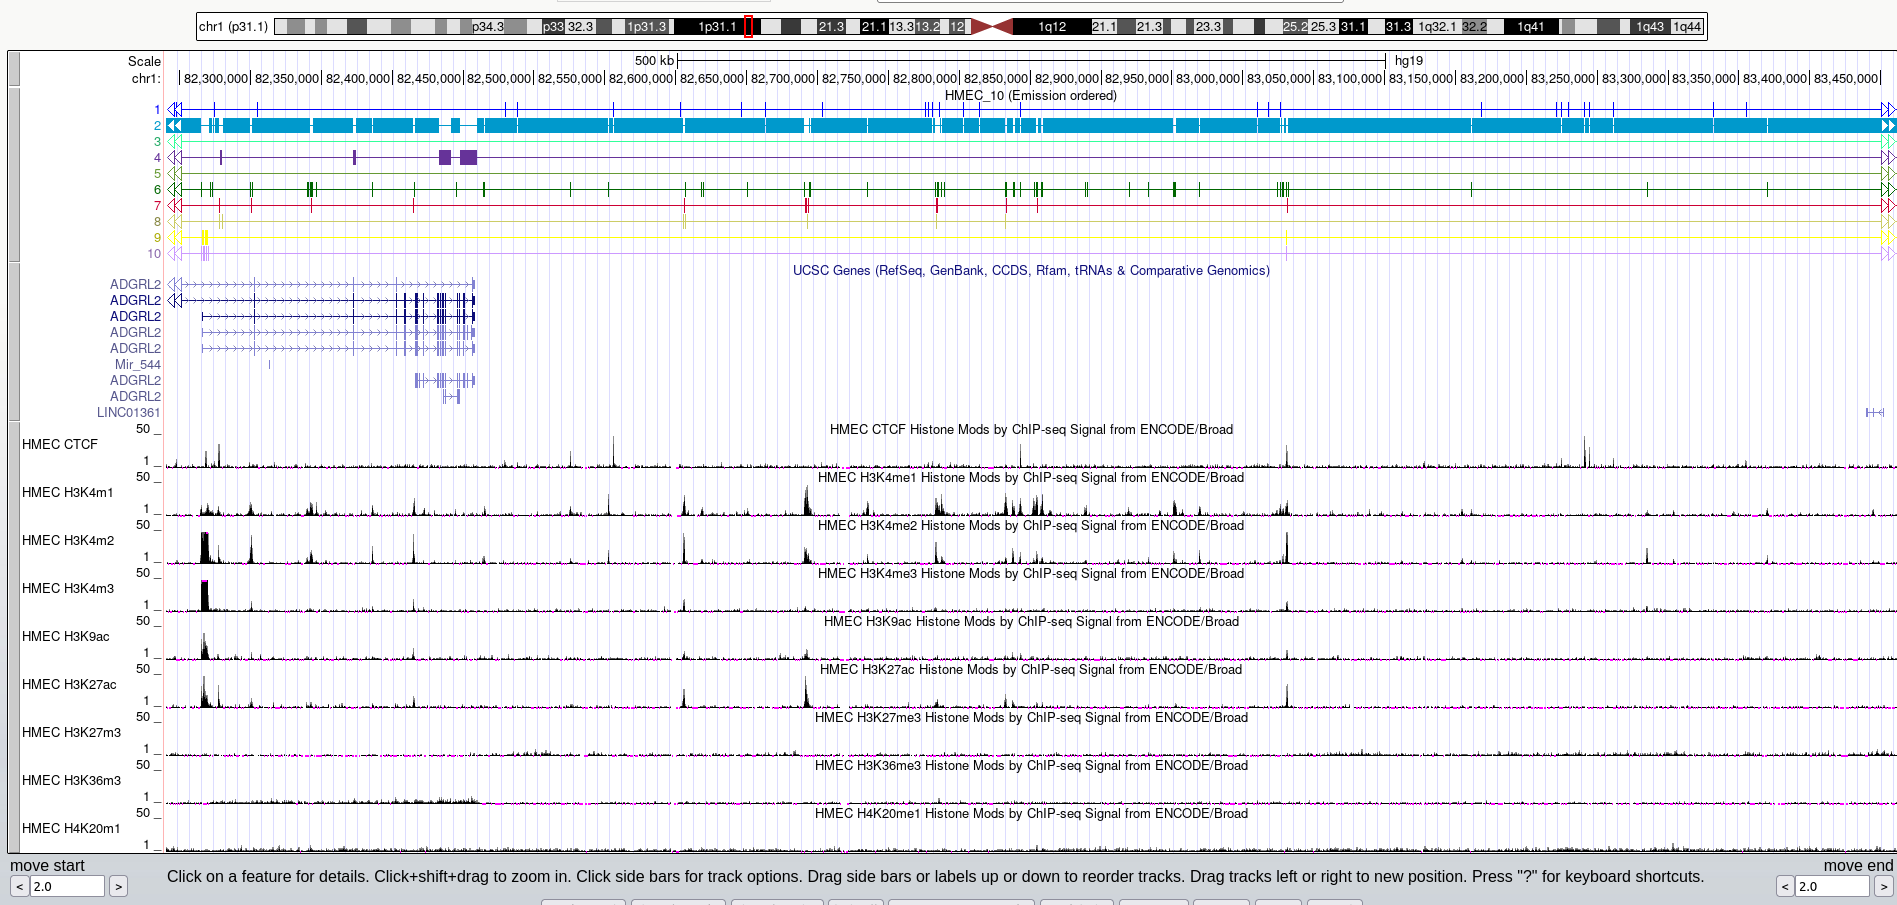 chr1 (p31.1) p34.3 p33 32.3 1p31.3 1p31.1 21.3 21.1 13.3 13.2 12 1q12 21.1 21.3 23.3 25.2 25.3 31.1 31.3 1q32.1 32.2 1q41 1q43 1q44
Scale 500 kb hg19
chr1: 82,300,000 82,350,000 82,400,000 82,450,000 82,500,000 82,550,000 82,600,000 82,650,000 82,700,000 82,750,000 82,800,000 82,850,000 82,900,000 82,950,000 83,000,000 83,050,000 83,100,000 83,150,000 83,200,000 83,250,000 83,300,000 83,350,000 83,400,000 83,450,000
HMEC_10 (Emission ordered)
1
2
3
4
5
6
7
8
9
10
UCSC Genes (RefSeq, GenBank, CCDS, Rfam, tRNAs & Comparative Genomics)
ADGRL2
ADGRL2
ADGRL2
ADGRL2
ADGRL2
Mir_544
ADGRL2
ADGRL2
LINC01361
50 _ HMEC CTCF Histone Mods by ChIP-seq Signal from ENCODE/Broad
HMEC CTCF
1 _
50 _ HMEC H3K4me1 Histone Mods by ChIP-seq Signal from ENCODE/Broad
HMEC H3K4m1
1 _
50 _ HMEC H3K4me2 Histone Mods by ChIP-seq Signal from ENCODE/Broad
HMEC H3K4m2
1 _
50 _ HMEC H3K4me3 Histone Mods by ChIP-seq Signal from ENCODE/Broad
HMEC H3K4m3
1 _
50 _ HMEC H3K9ac Histone Mods by ChIP-seq Signal from ENCODE/Broad
HMEC H3K9ac
1 _
50 _ HMEC H3K27ac Histone Mods by ChIP-seq Signal from ENCODE/Broad
HMEC H3K27ac
1 _
50 _ HMEC H3K27me3 Histone Mods by ChIP-seq Signal from ENCODE/Broad
HMEC H3K27m3
1 _
50 _ HMEC H3K36me3 Histone Mods by ChIP-seq Signal from ENCODE/Broad
HMEC H3K36m3
1 _
50 _ HMEC H4K20me1 Histone Mods by ChIP-seq Signal from ENCODE/Broad
HMEC H4K20m1
1 _
move start move end
< 2.0 > Click on a feature for details. Click+shift+drag to zoom in. Click side bars for track options. Drag side bars or labels up or down to reorder tracks. Drag tracks left or right to new position. Press "?" for keyboard shortcuts. < 2.0 >